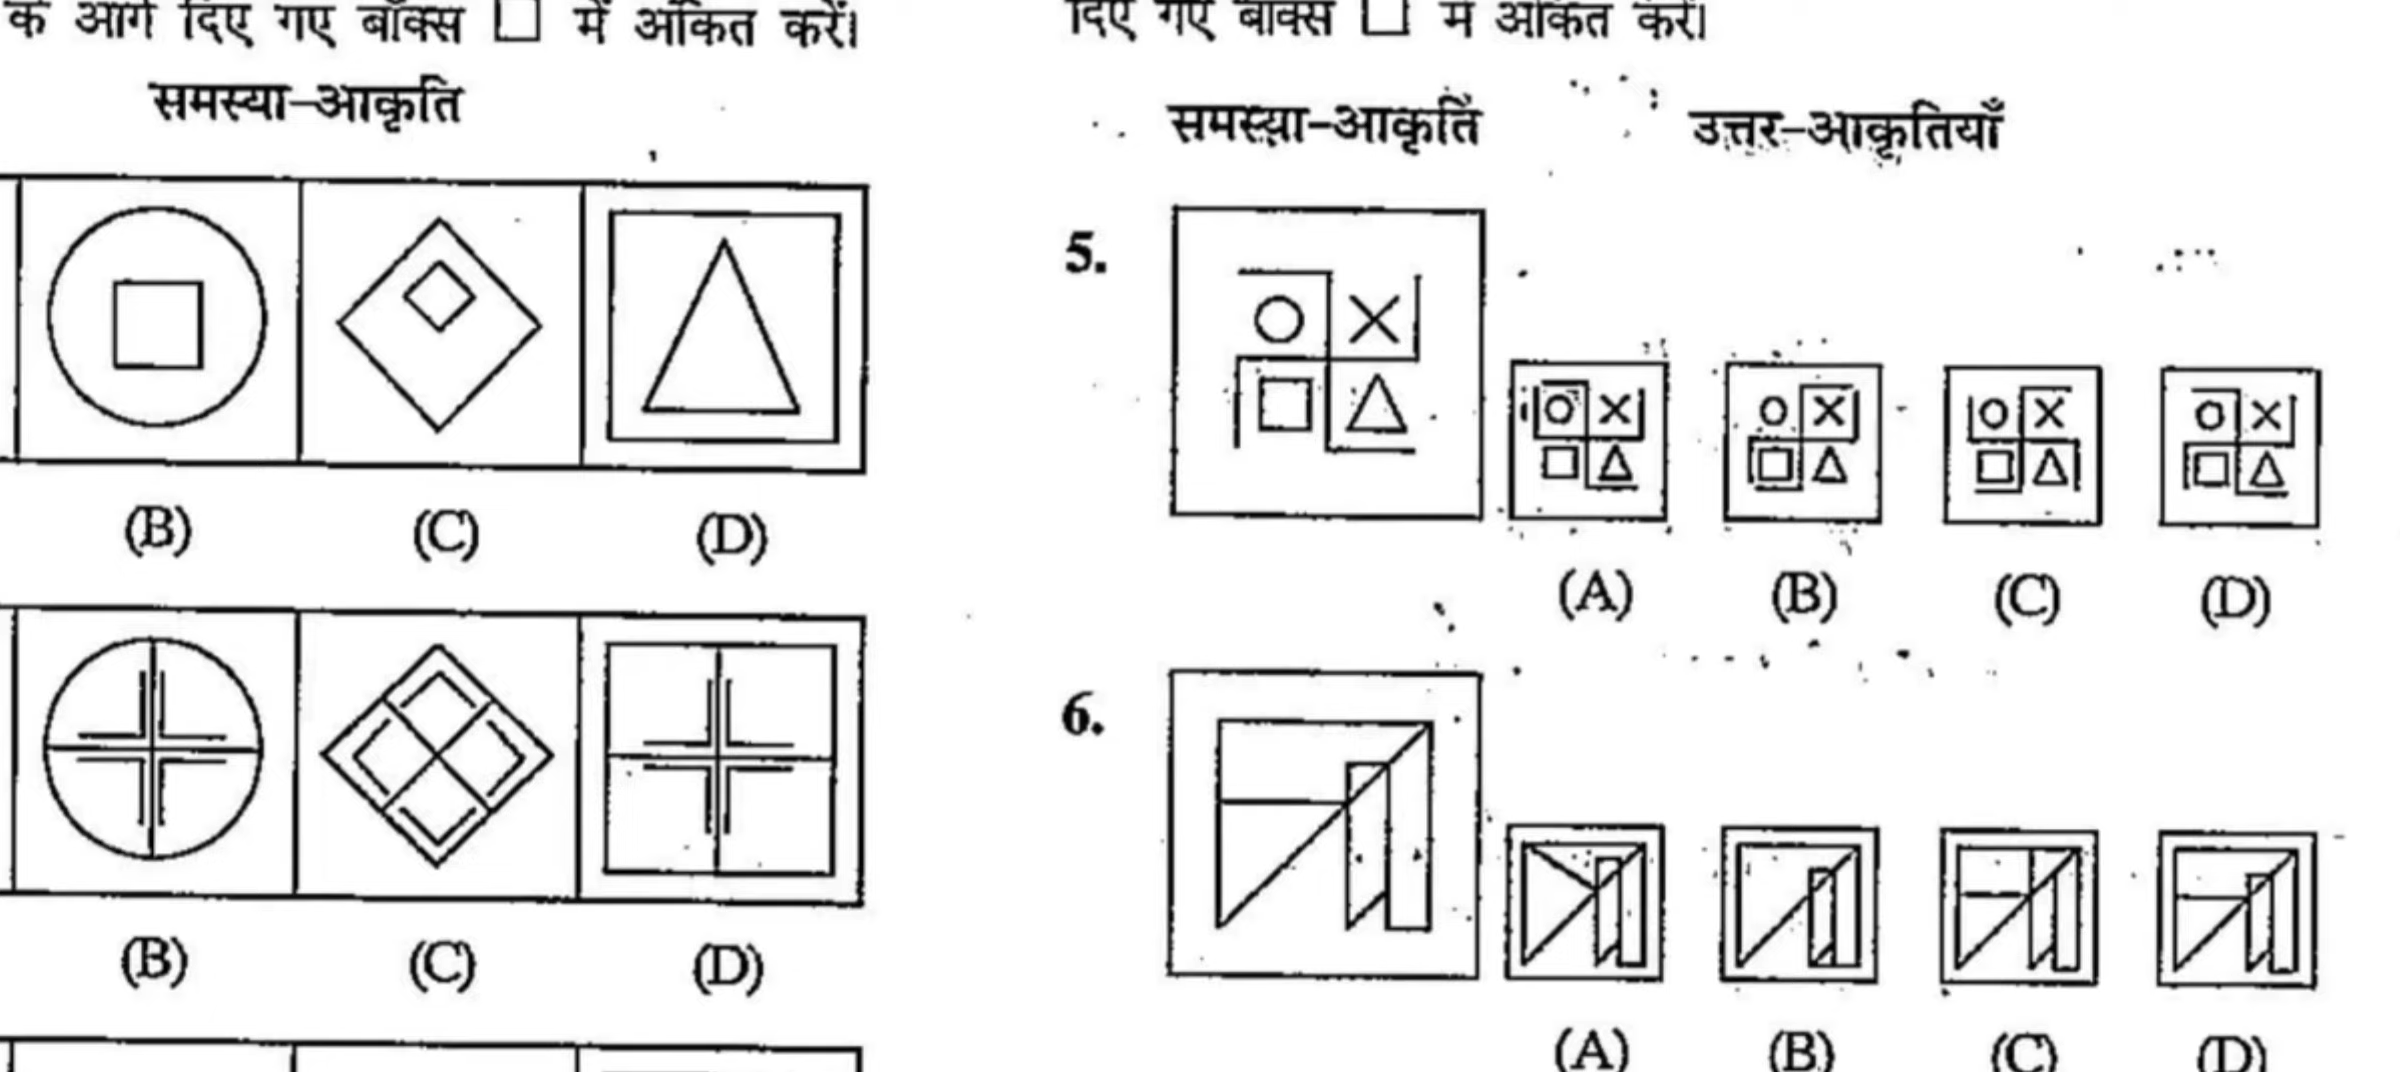 के आगे दिए गए बॉक्स में अंकित करें।
समस्या-आकृति
(B) (C) (D)
(B) (C) (D)
दिए गए बॉक्स में अंकित करें।
समस्या-आकृति उत्तर-आकृतियाँ
5.
(A) (B) (C) (D)
6.
(A) (B) (C) (D)